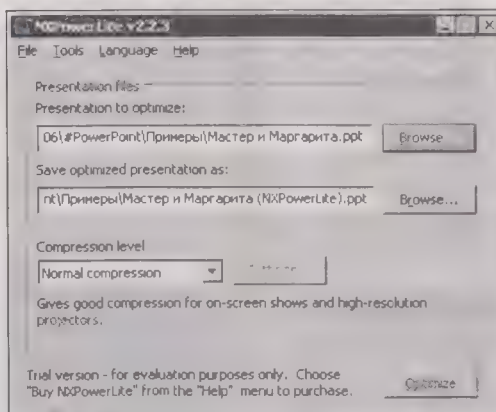 NXPowerLite v2.2.3
File Tools Language Help
Presentation files
Presentation to optimize:
06\#PowerPoint\Примеры\Мастер и Маргарита.ppt Browse
Save optimized presentation as:
nt\Примеры\Мастер и Маргарита (NXPowerLite).ppt Browse...
Compression level
Normal compression
Gives good compression for on-screen shows and high-resolution
projectors.
Trial version - for evaluation purposes only. Choose
"Buy NXPowerLite" from the "Help" menu to purchase. Optimize